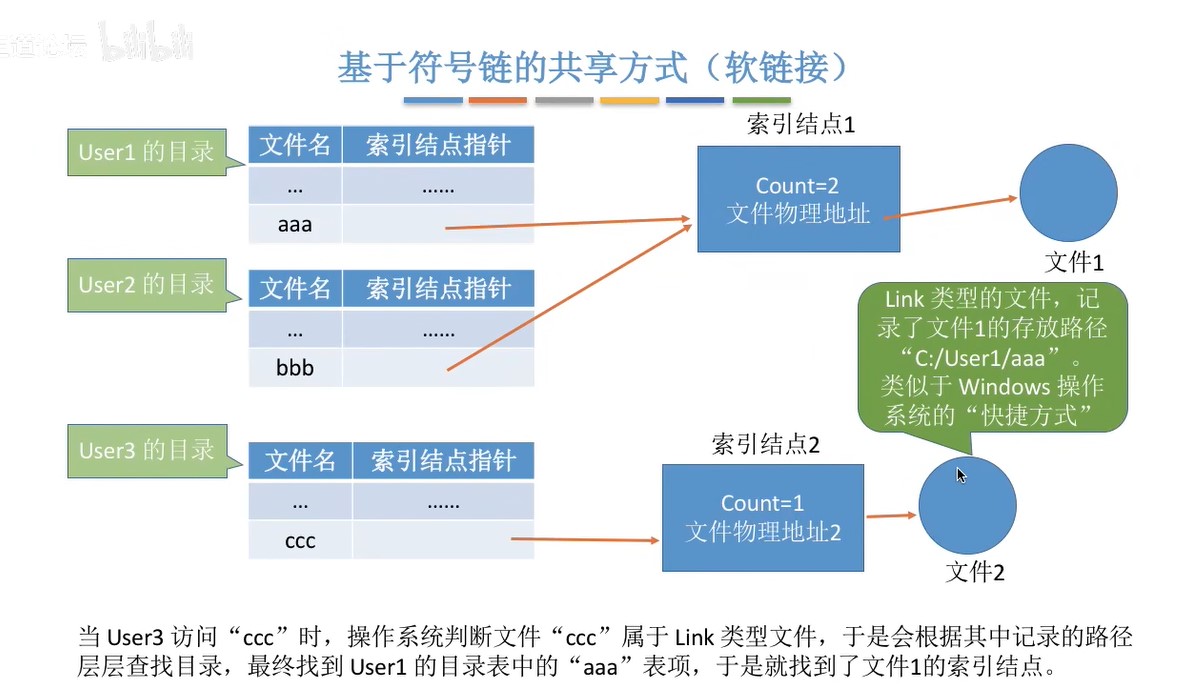 bilibili
基于符号链的共享方式（软链接）
User1 的目录
文件名 索引结点指针
... ......
aaa
索引结点1
Count=2
文件物理地址
文件1
User2 的目录
文件名 索引结点指针
... ......
bbb
Link 类型的文件，记
录了文件1的存放路径
“C:/User1/aaa”。
类似于 Windows 操作
系统的“快捷方式”
User3 的目录
文件名 索引结点指针
... ......
ccc
索引结点2
Count=1
文件物理地址2
文件2
当 User3 访问“ccc”时，操作系统判断文件“ccc”属于 Link 类型文件，于是会根据其中记录的路径
层层查找目录，最终找到 User1 的目录表中的“aaa”表项，于是就找到了文件1的索引结点。